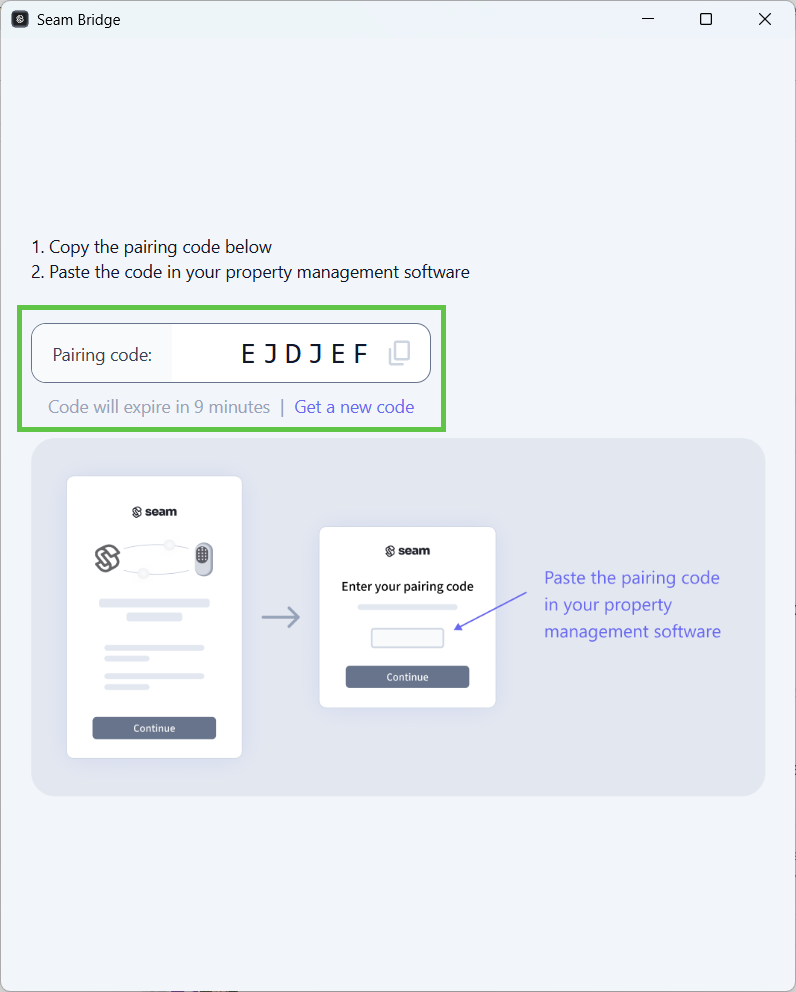 Seam Bridge
1. Copy the pairing code below
2. Paste the code in your property management software
Pairing code: EJDJEF
Code will expire in 9 minutes | Get a new code
seam
Continue
seam
Enter your pairing code
Continue
Paste the pairing code
in your property
management software